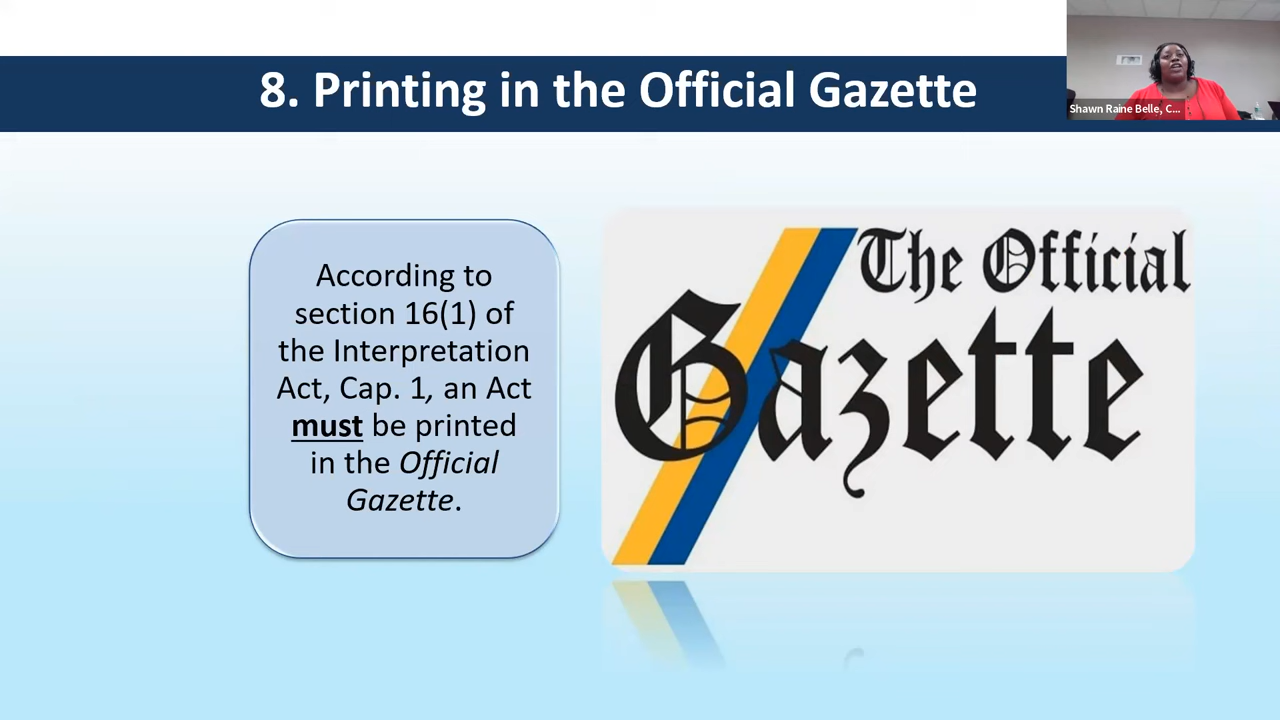 8. Printing in the Official Gazette
Shawn Raine Belle, C...
According to
section 16(1) of
the Interpretation
Act, Cap. 1, an Act
must be printed
in the Official
Gazette.
The Official
Gazette